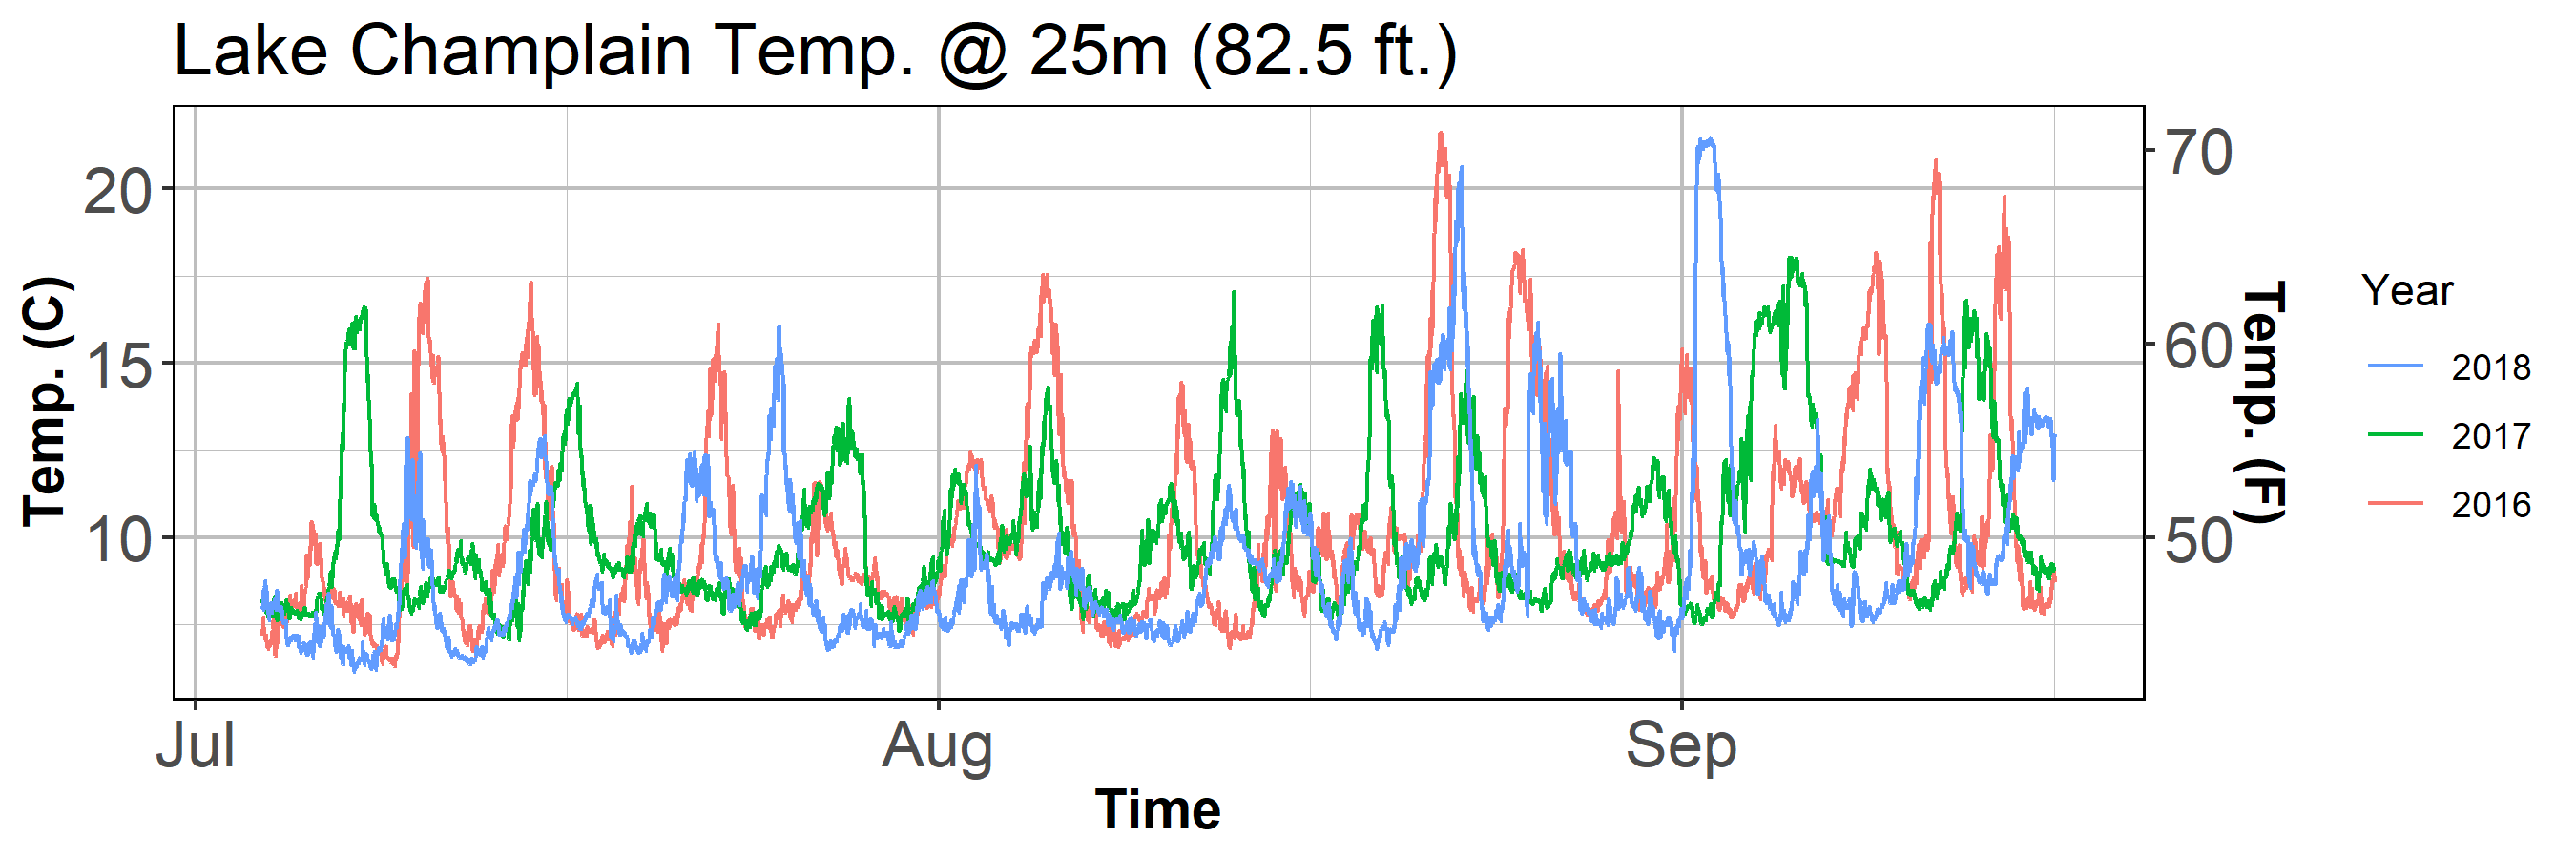 Lake Champlain Temp. @ 25m (82.5 ft.)
Temp. (C)
20
15
10
70
60
50
Temp. (F)
Jul
Aug
Sep
Time
Year
2018
2017
2016